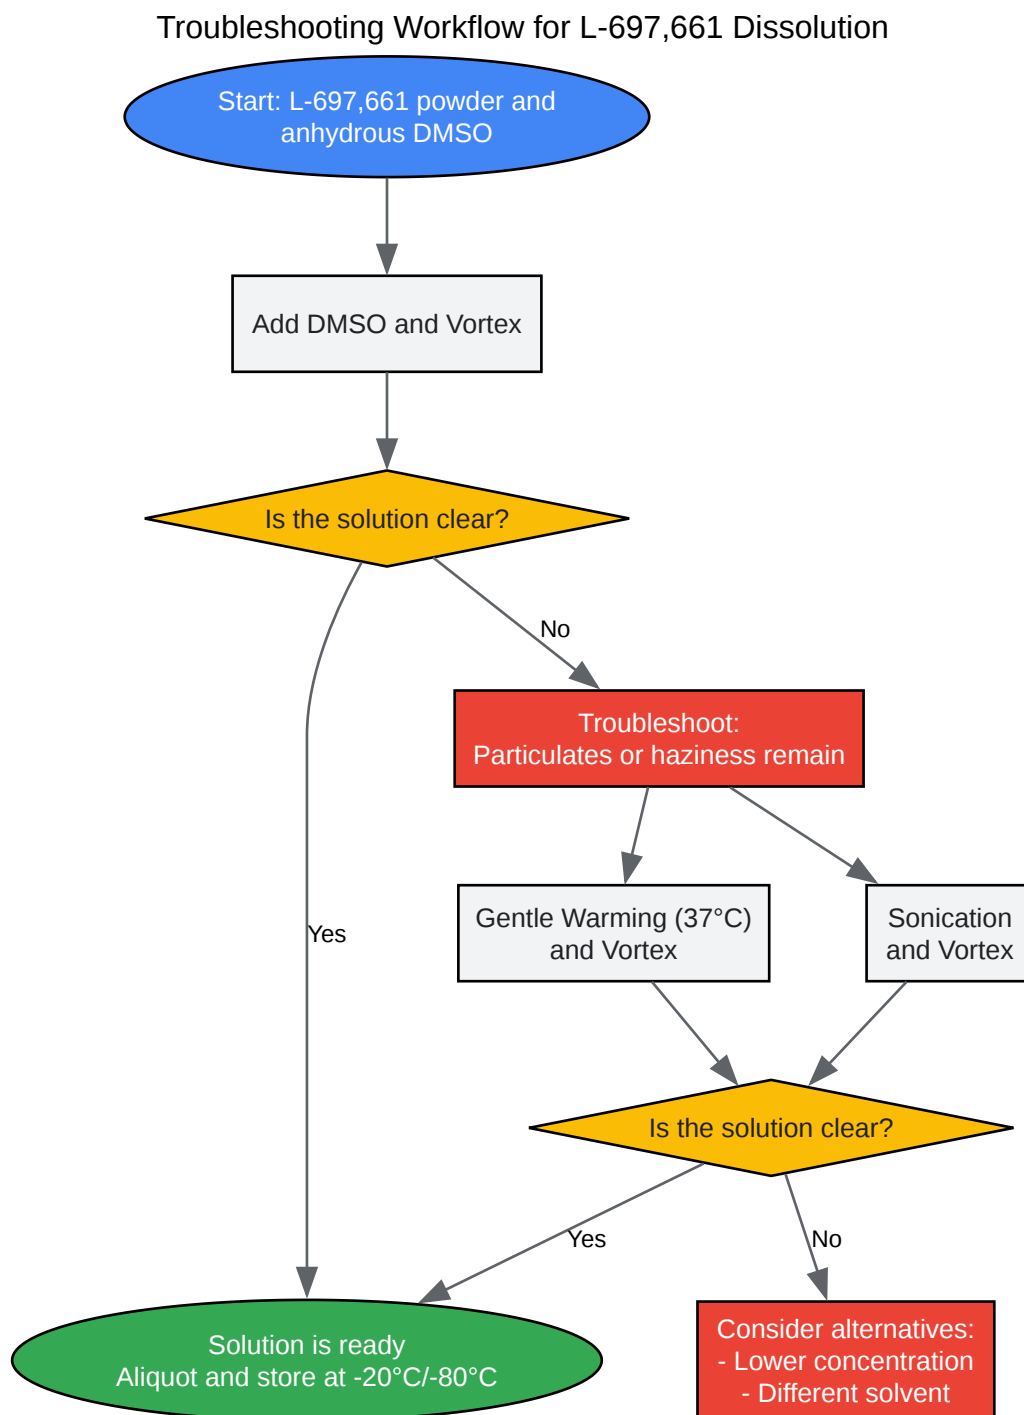 Troubleshooting Workflow for L-697,661 Dissolution
Start: L-697,661 powder and
anhydrous DMSO
Add DMSO and Vortex
Is the solution clear?
No
Troubleshoot:
Particulates or haziness remain
Gentle Warming (37°C)
and Vortex
Sonication
and Vortex
Yes
Is the solution clear?
Yes
No
Solution is ready
Aliquot and store at -20°C/-80°C
Consider alternatives:
- Lower concentration
- Different solvent